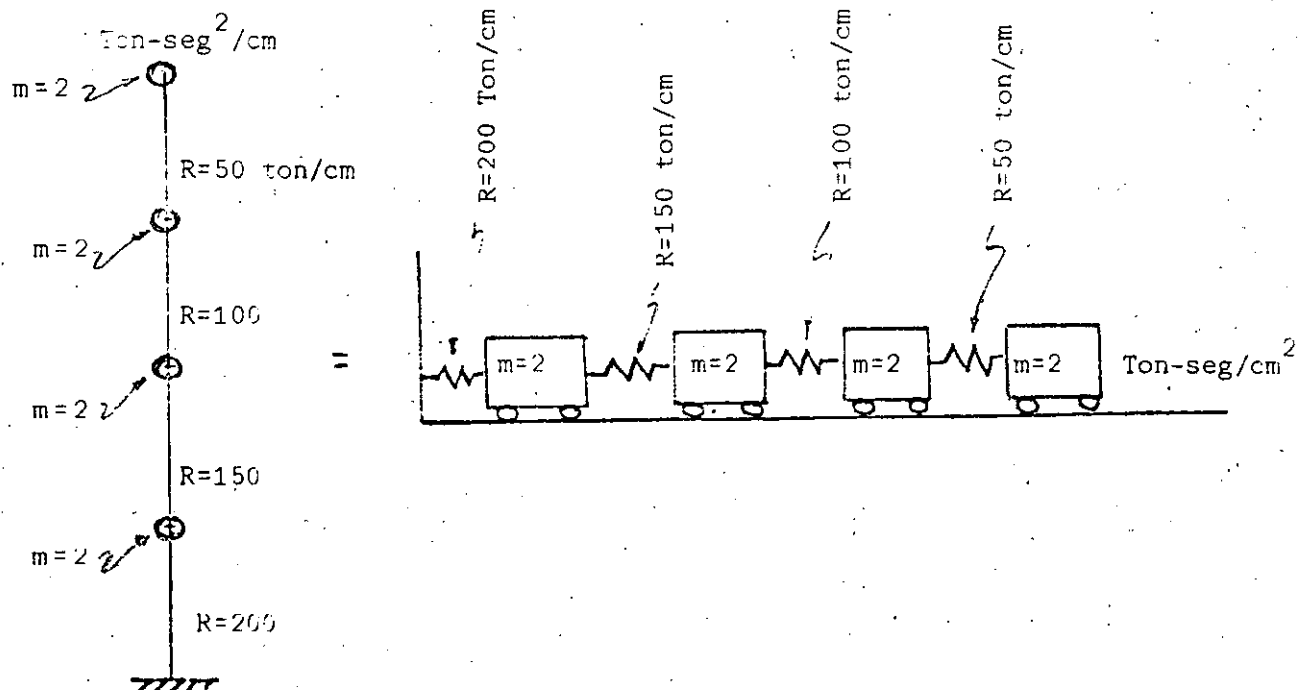 Ton-seg²/cm
m=2
R=50 ton/cm
m=2
R=100
m=2
R=150
m=2
R=200
=
R=200 Ton/cm
R=150 ton/cm
R=100 ton/cm
R=50 ton/cm
m=2
m=2
m=2
m=2
Ton-seg/cm²